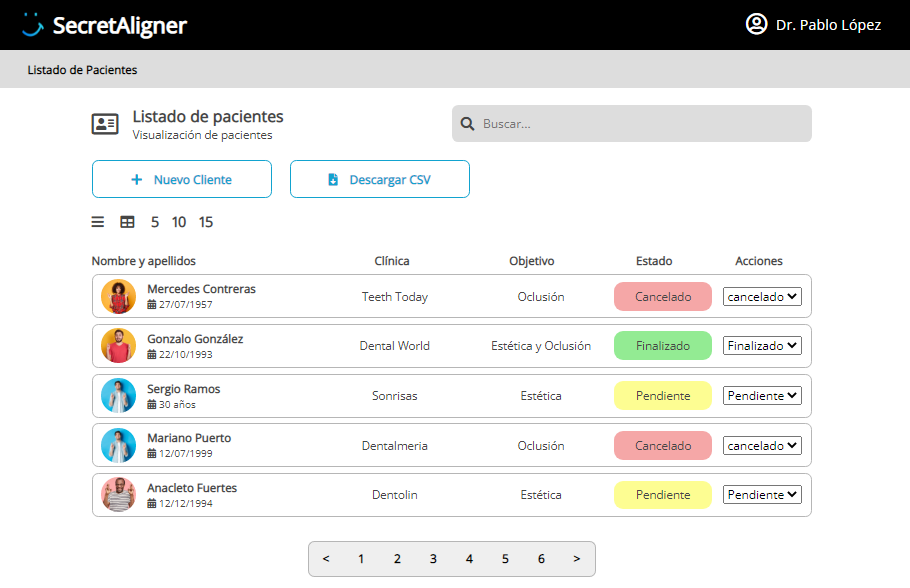 SecretAligner
Dr. Pablo López
Listado de Pacientes
Listado de pacientes
Visualización de pacientes
Buscar...
+ Nuevo Cliente
Descargar CSV
5 10 15
Nombre y apellidos Clínica Objetivo Estado Acciones
Mercedes Contreras
27/07/1957
Teeth Today Oclusión Cancelado cancelado
Gonzalo González
22/10/1993
Dental World Estética y Oclusión Finalizado Finalizado
Sergio Ramos
30 años
Sonrisas Estética Pendiente Pendiente
Mariano Puerto
12/07/1999
Dentalmeria Oclusión Cancelado cancelado
Anacleto Fuertes
12/12/1994
Dentolin Estética Pendiente Pendiente
< 1 2 3 4 5 6 >